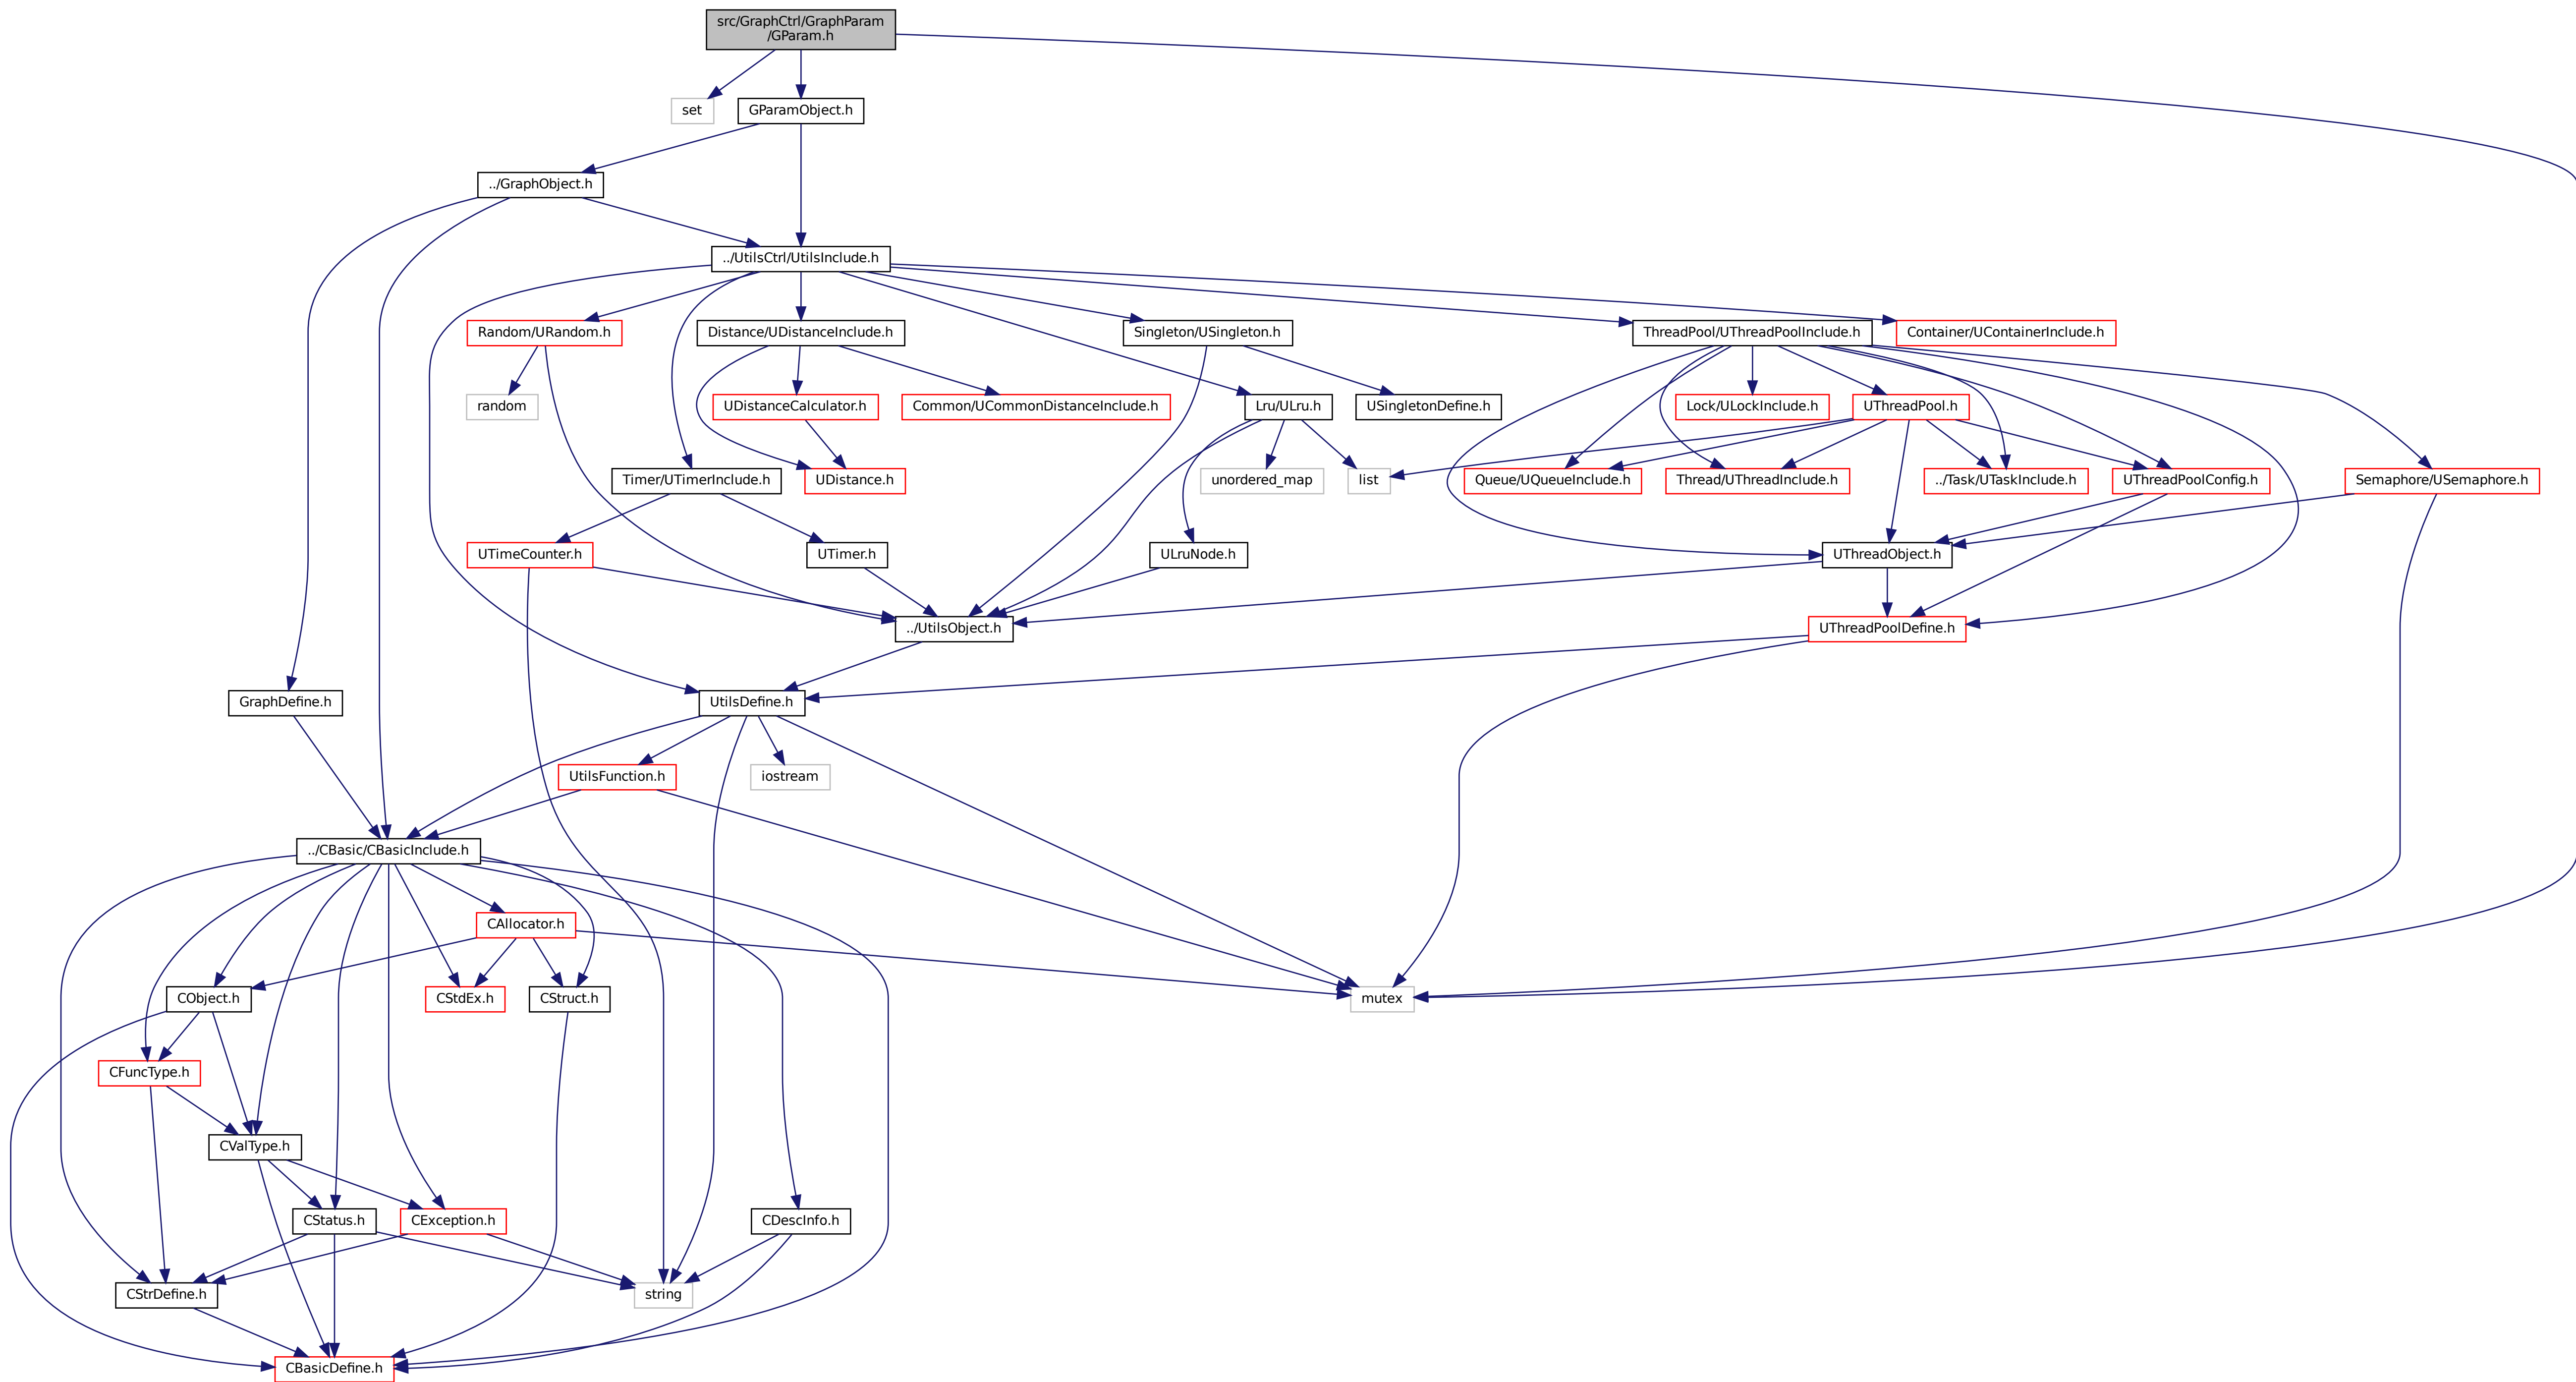 src/GraphCtrl/GraphParam
/GParam.h
set
GParamObject.h
../GraphObject.h
../UtilsCtrl/UtilsInclude.h
Random/URandom.h
Distance/UDistanceInclude.h
Singleton/USingleton.h
ThreadPool/UThreadPoolInclude.h
Container/UContainerInclude.h
random
UDistanceCalculator.h
Common/UCommonDistanceInclude.h
Lru/ULru.h
USingletonDefine.h
Lock/ULockInclude.h
UThreadPool.h
Timer/UTimerInclude.h
UDistance.h
unordered_map
list
Queue/UQueueInclude.h
Thread/UThreadInclude.h
../Task/UTaskInclude.h
UThreadPoolConfig.h
Semaphore/USemaphore.h
UTimeCounter.h
UTimer.h
ULruNode.h
UThreadObject.h
../UtilsObject.h
UThreadPoolDefine.h
GraphDefine.h
UtilsDefine.h
UtilsFunction.h
iostream
../CBasic/CBasicInclude.h
CAllocator.h
CObject.h
CStdEx.h
CStruct.h
mutex
CFuncType.h
CValType.h
CStatus.h
CException.h
CDescInfo.h
CStrDefine.h
string
CBasicDefine.h